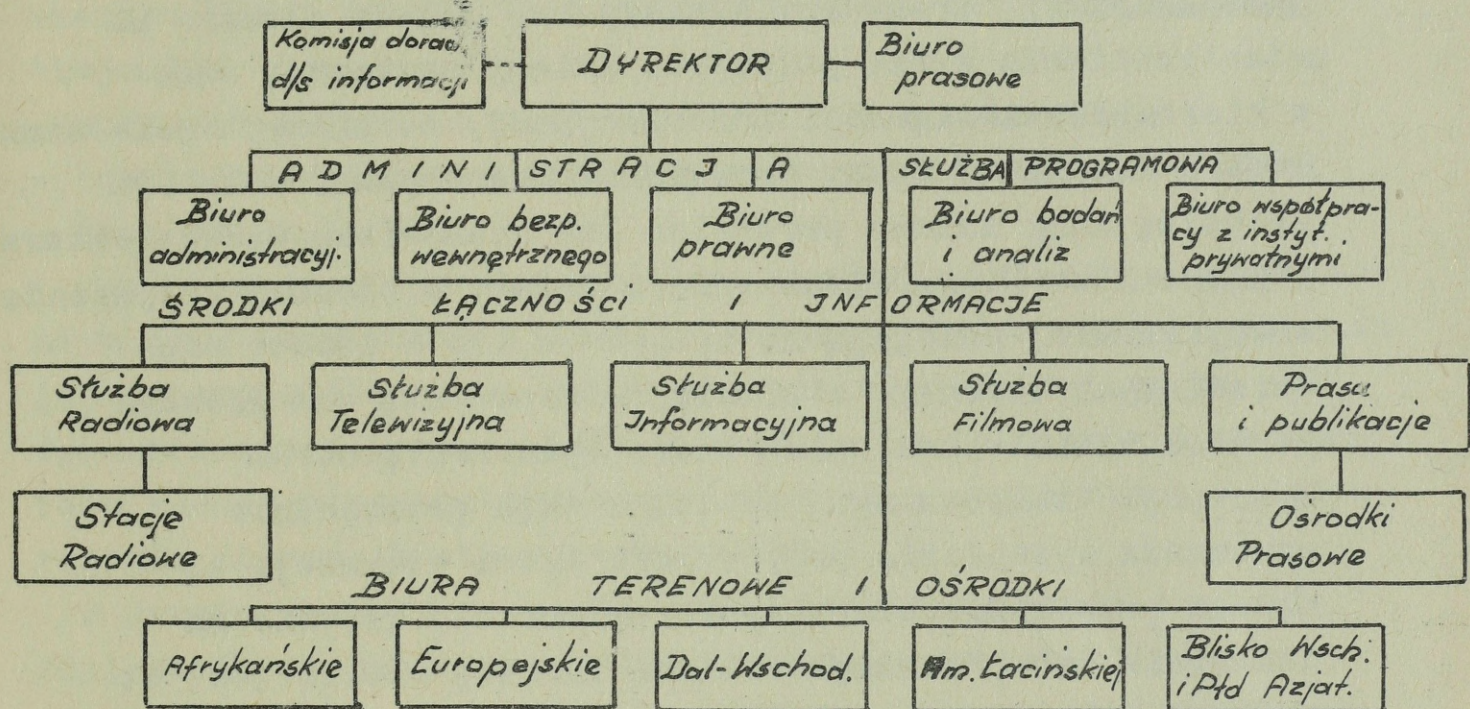 Komisja dorad.
d/s informacji
DYREKTOR
Biuro
prasowe
ADMINISTRACJA
SŁUŻBA PROGRAMOWA
Biuro
administracyj.
Biuro bezp.
wewnętrznego
Biuro
prawne
Biuro badań
i analiz
Biuro współpra-
cy z instyt.
prywatnymi
ŚRODKI ŁĄCZNOŚCI I INFORMACJE
Służba
Radiowa
Służba
Telewizyjna
Służba
Informacyjna
Służba
Filmowa
Prasa
i publikacje
Stacje
Radiowe
Ośrodki
Prasowe
BIURA TERENOWE I OŚRODKI
Afrykańskie
Europejskie
Dal-Wschod.
Am. Łacińskiej
Blisko Wsch.
i Płd Azjat.